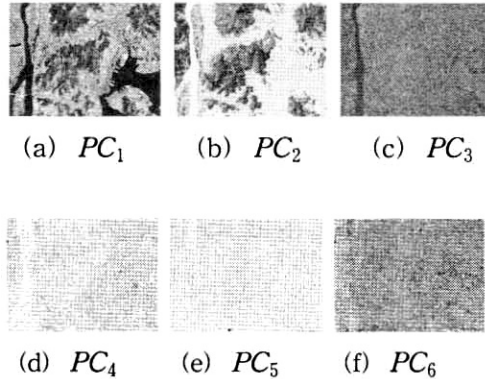 (a) PC₁ (b) PC₂ (c) PC₃
(d) PC₄ (e) PC₅ (f) PC₆